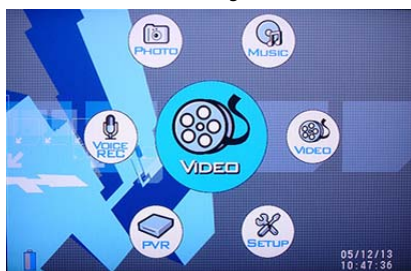 PHOTO
MUSIC
VOICE
REC
VIDEO
VIDEO
PVR
SETUP
05/12/13
10:47:36